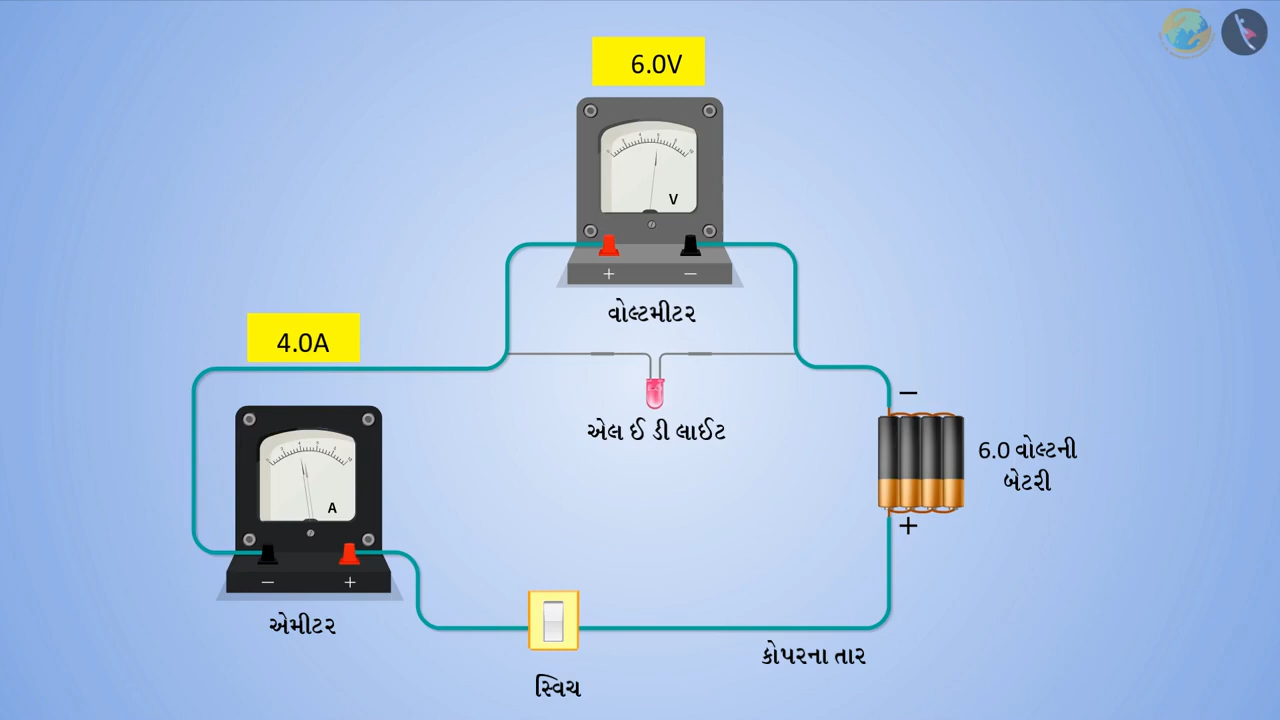 6.0V
V
+ −
વોલ્ટમીટર
4.0A
એલ ઈ ડી લાઈટ
−
6.0 વોલ્ટની
બેટરી
+
A
− +
એમીટર
કોપરના તાર
સ્વિચ